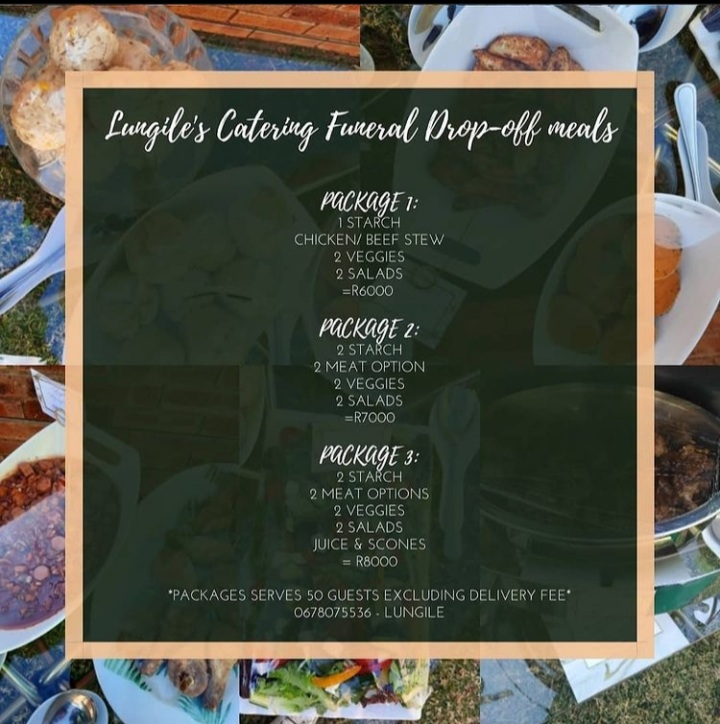 Lungile's Catering Funeral Drop-off meals
PACKAGE 1:
1 STARCH
CHICKEN/ BEEF STEW
2 VEGGIES
2 SALADS
=R6000
PACKAGE 2:
2 STARCH
2 MEAT OPTION
2 VEGGIES
2 SALADS
=R7000
PACKAGE 3:
2 STARCH
2 MEAT OPTIONS
2 VEGGIES
2 SALADS
JUICE & SCONES
= R8000
*PACKAGES SERVES 50 GUESTS EXCLUDING DELIVERY FEE*
0678075536 - LUNGILE